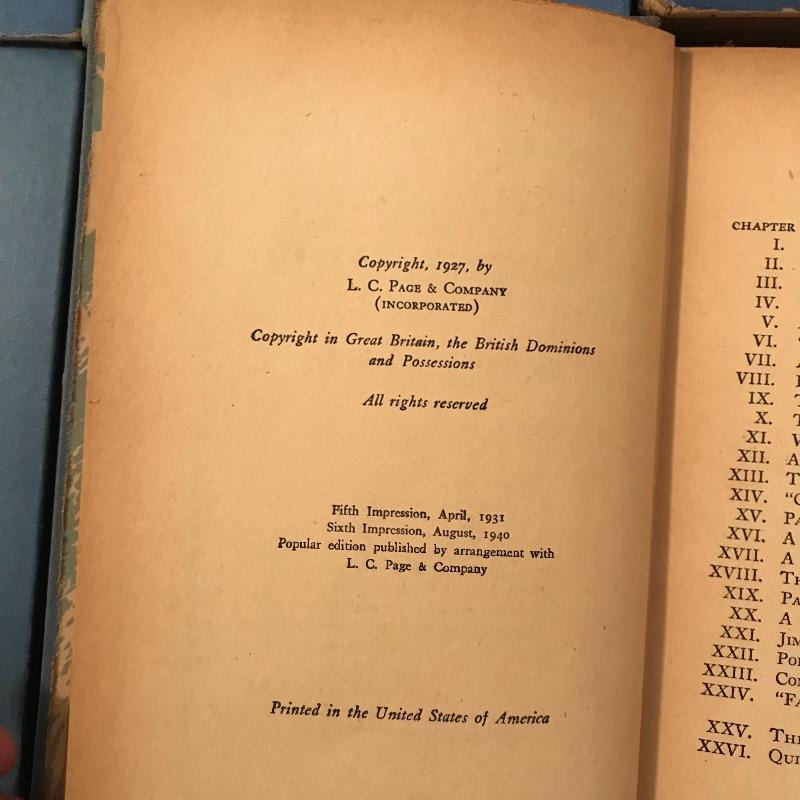 Copyright, 1927, by
L. C. PAGE & COMPANY
(INCORPORATED)
Copyright in Great Britain, the British Dominions
and Possessions
All rights reserved
Fifth Impression, April, 1931
Sixth Impression, August, 1940
Popular edition published by arrangement with
L. C. Page & Company
Printed in the United States of America
CHAPTER
I.
II.
III.
IV.
V.
VI.
VII.
VIII.
IX.
X.
XI.
XII. A
XIII.
XIV.
XV.
XVI. A
XVII. A
XVIII.
XIX.
XX. A
XXI.
XXII.
XXIII.
XXIV.
XXV.
XXVI.